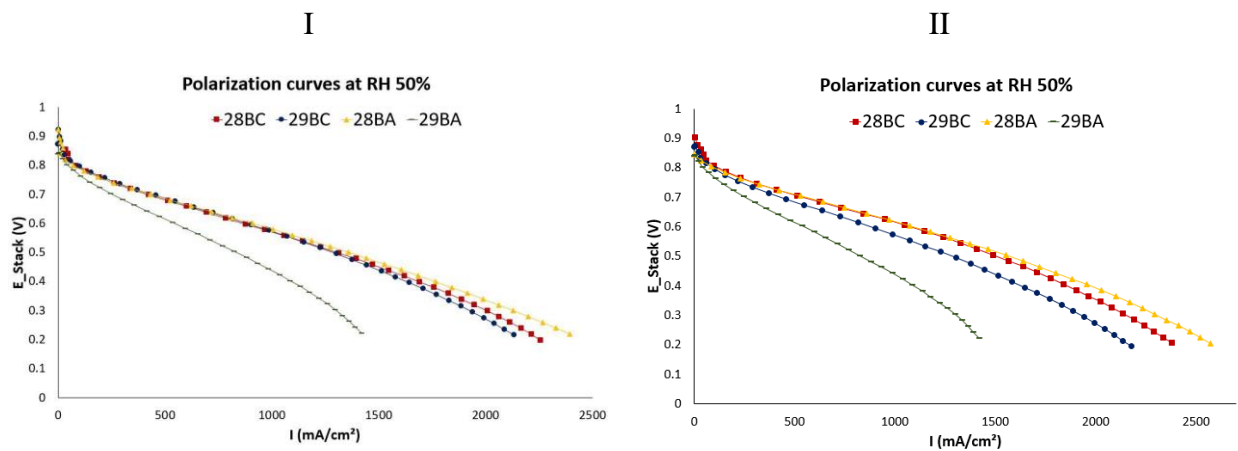 I
II
Polarization curves at RH 50%
28BC 29BC 28BA 29BA
E_Stack (V)
1
0.9
0.8
0.7
0.6
0.5
0.4
0.3
0.2
0.1
0
0 500 1000 1500 2000 2500
I (mA/cm²)
Polarization curves at RH 50%
28BC 29BC 28BA 29BA
E_Stack (V)
1
0.9
0.8
0.7
0.6
0.5
0.4
0.3
0.2
0.1
0
0 500 1000 1500 2000 2500
I (mA/cm²)